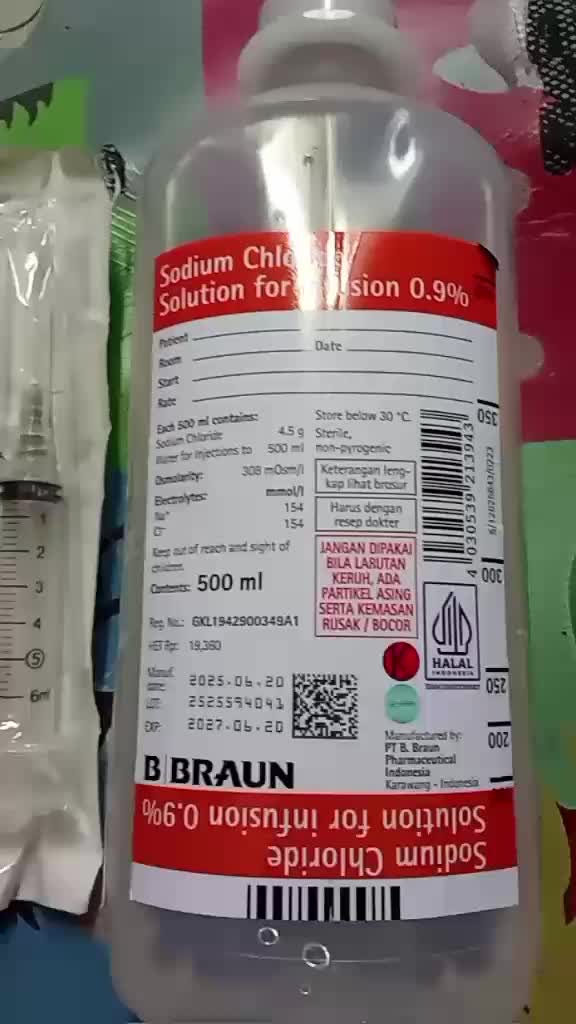 Sodium Chl
Solution for sion 0.9%
Patient
Date
Room
Start
Rate
Each 500 ml contains:
Sodium Chloride 4.5 g
Water for Injections to 500 ml
Osmolarity: 308 mOsm/l
Electrolytes: mmol/l
Na⁺ 154
Cl⁻ 154
Keep out of reach and sight of
children.
Contents: 500 ml
Reg. No.: GKL1942900349A1
HET Rp: 19,360
Manuf.
date: 2025-06-20
LOT: 2525594041
EXP: 2027-06-20
Store below 30 °C.
Sterile,
non-pyrogenic
Keterangan leng-
kap lihat brosur
Harus dengan
resep dokter
JANGAN DIPAKAI
BILA LARUTAN
KERUH, ADA
PARTIKEL ASING
SERTA KEMASAN
RUSAK / BOCOR
4 030539 213943
350
300
250
200
K
HALAL
INDONESIA
Manufactured by:
PT B. Braun
Pharmaceutical
Indonesia
Karawang - Indonesia
B|BRAUN
Sodium Chloride
Solution for infusion 0.9%
1
2
3
4
5
6ml